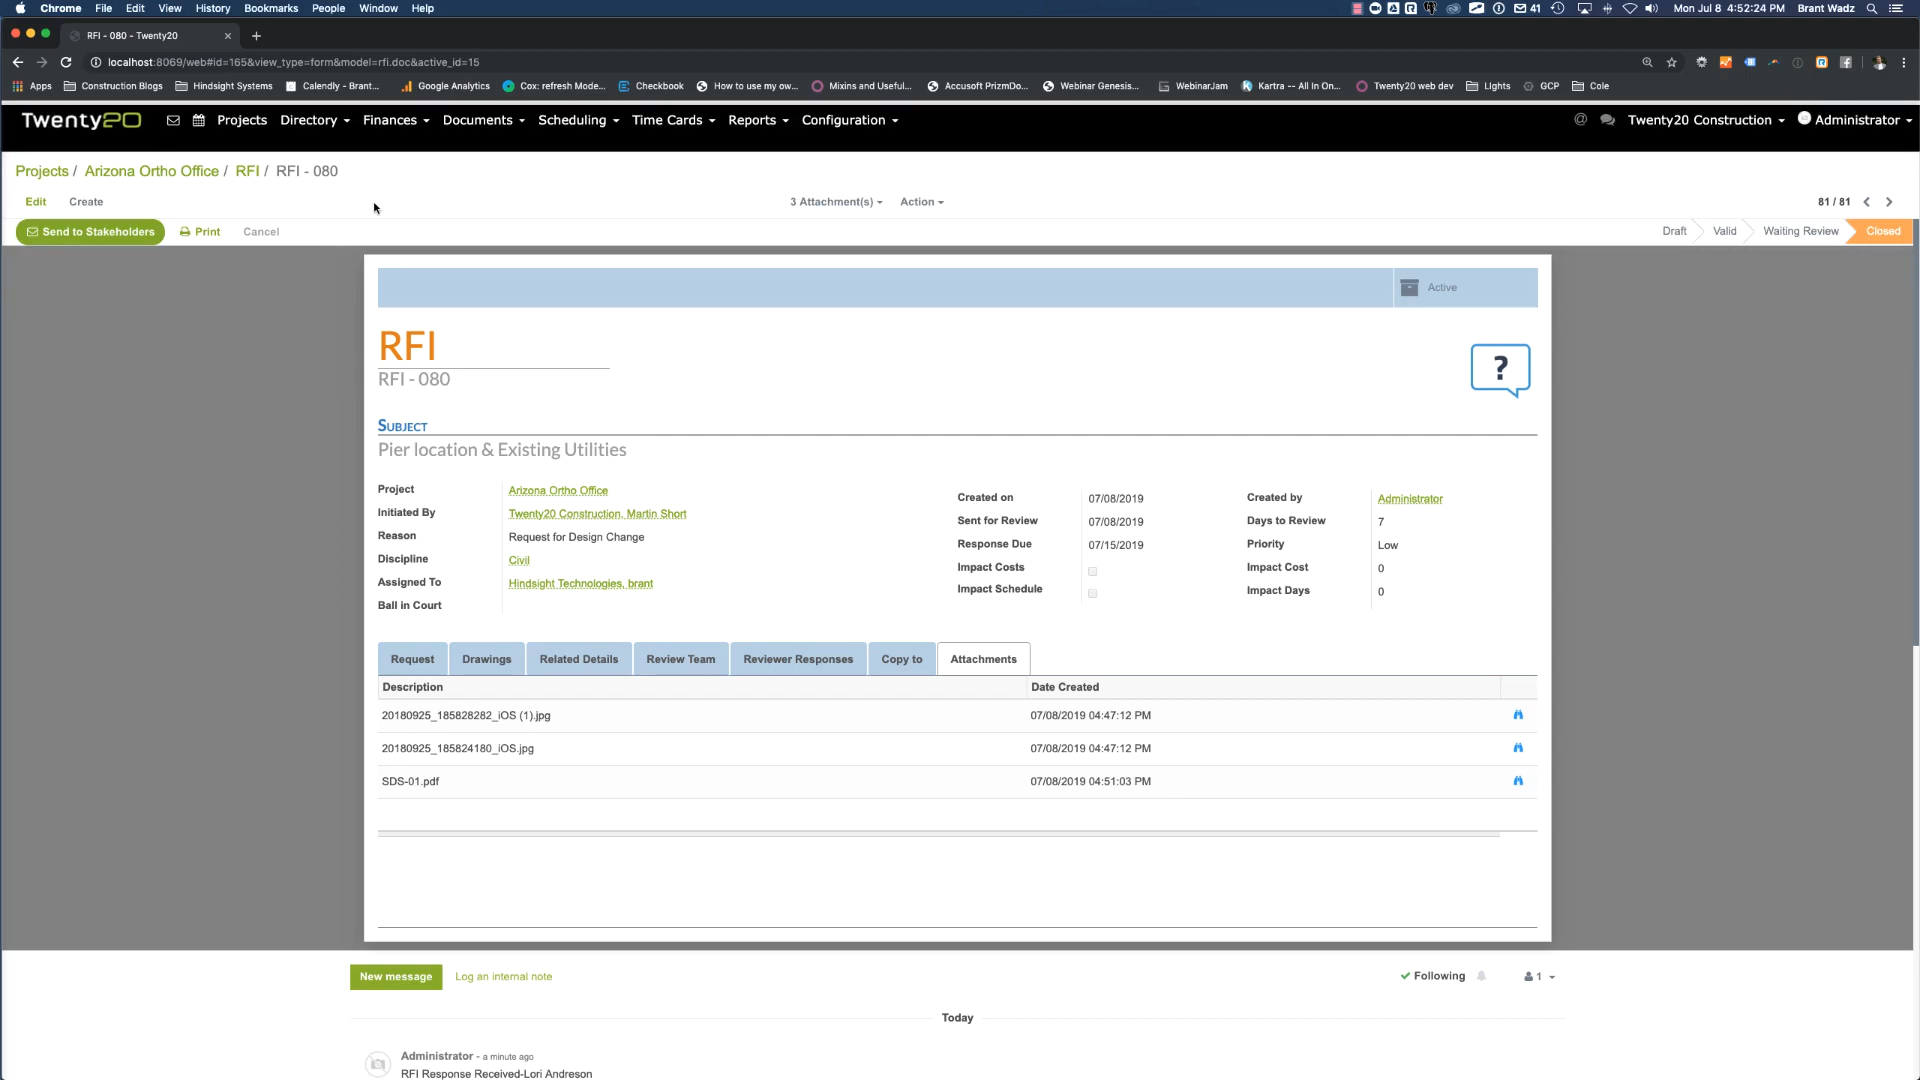 Chrome File Edit View History Bookmarks People Window Help
41 Mon Jul 8 4:52:24 PM Brant Wadz
RFI - 080 - Twenty20
localhost:8069/web#id=165&view_type=form&model=rfi.doc&active_id=15
Apps Construction Blogs Hindsight Systems Calendly - Brant... Google Analytics Cox: refresh Mode... Checkbook How to use my ow... Mixins and Useful... Accusoft PrizmDo... Webinar Genesis... WebinarJam Kartra -- All In On... Twenty20 web dev Lights GCP Cole
Twenty20 Projects Directory Finances Documents Scheduling Time Cards Reports Configuration @ Twenty20 Construction Administrator
Projects / Arizona Ortho Office / RFI / RFI - 080
Edit Create 3 Attachment(s) Action 81 / 81
Send to Stakeholders Print Cancel Draft Valid Waiting Review Closed
Active
RFI
RFI - 080
?
Subject
Pier location & Existing Utilities
Project Arizona Ortho Office
Initiated By Twenty20 Construction, Martin Short
Reason Request for Design Change
Discipline Civil
Assigned To Hindsight Technologies, brant
Ball in Court
Created on 07/08/2019
Sent for Review 07/08/2019
Response Due 07/15/2019
Impact Costs
Impact Schedule
Created by Administrator
Days to Review 7
Priority Low
Impact Cost 0
Impact Days 0
Request Drawings Related Details Review Team Reviewer Responses Copy to Attachments
Description Date Created
20180925_185828282_iOS (1).jpg 07/08/2019 04:47:12 PM
20180925_185824180_iOS.jpg 07/08/2019 04:47:12 PM
SDS-01.pdf 07/08/2019 04:51:03 PM
New message Log an internal note Following 1
Today
Administrator - a minute ago
RFI Response Received-Lori Andreson